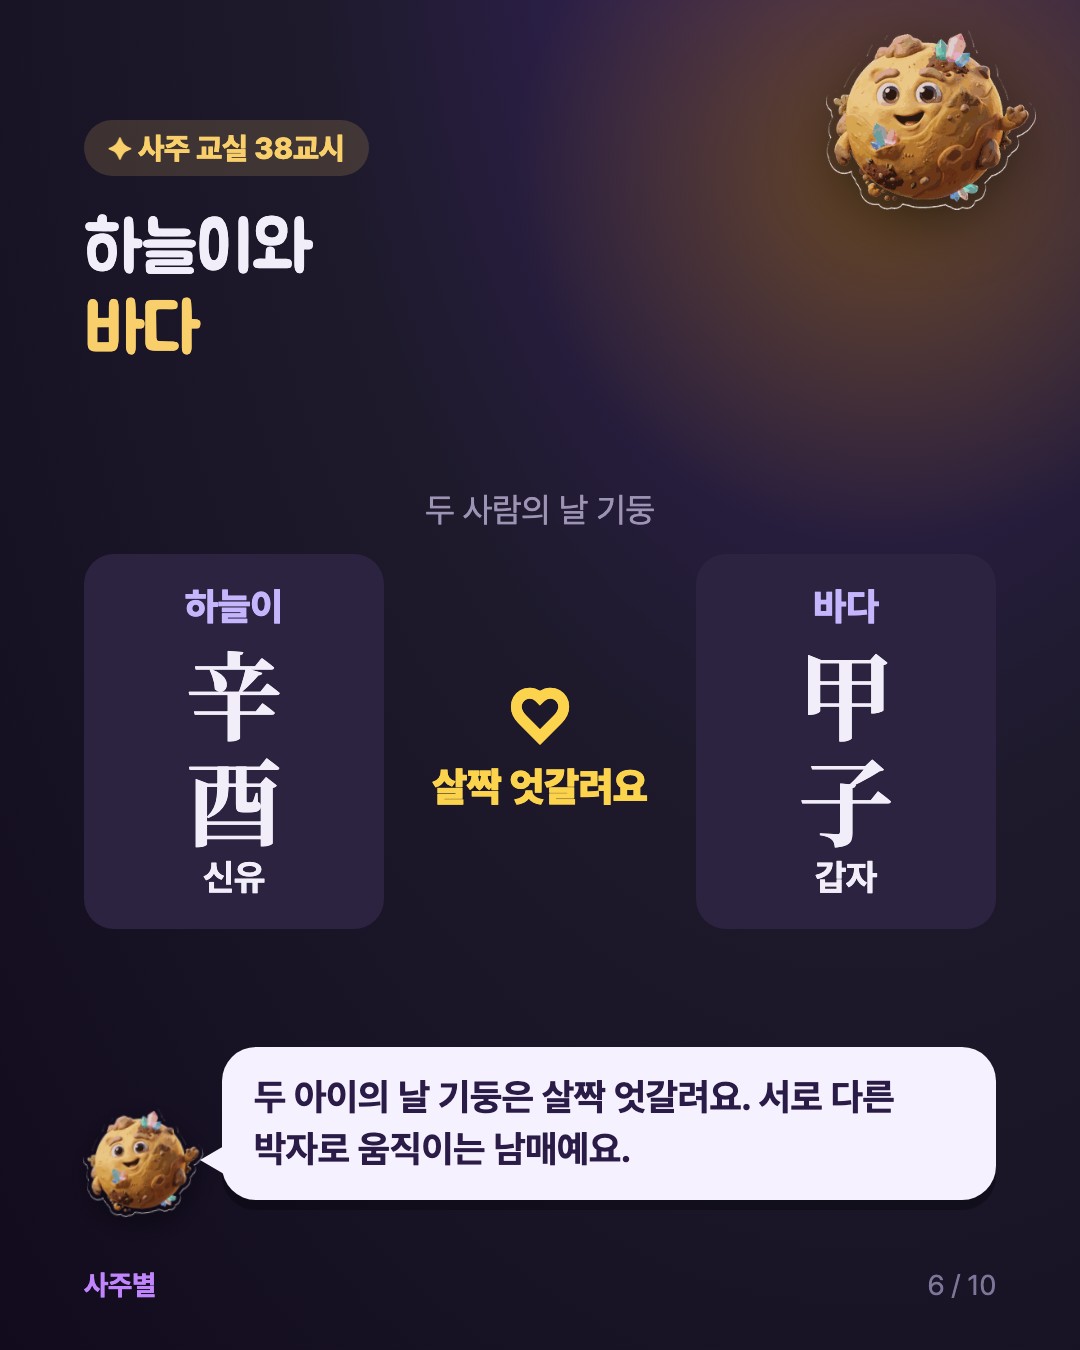 ✦ 사주 교실 38교시
하늘이와
바다
두 사람의 날 기둥
하늘이
辛
酉
신유
살짝 엇갈려요
바다
甲
子
갑자
두 아이의 날 기둥은 살짝 엇갈려요. 서로 다른
박자로 움직이는 남매예요.
사주별
6 / 10